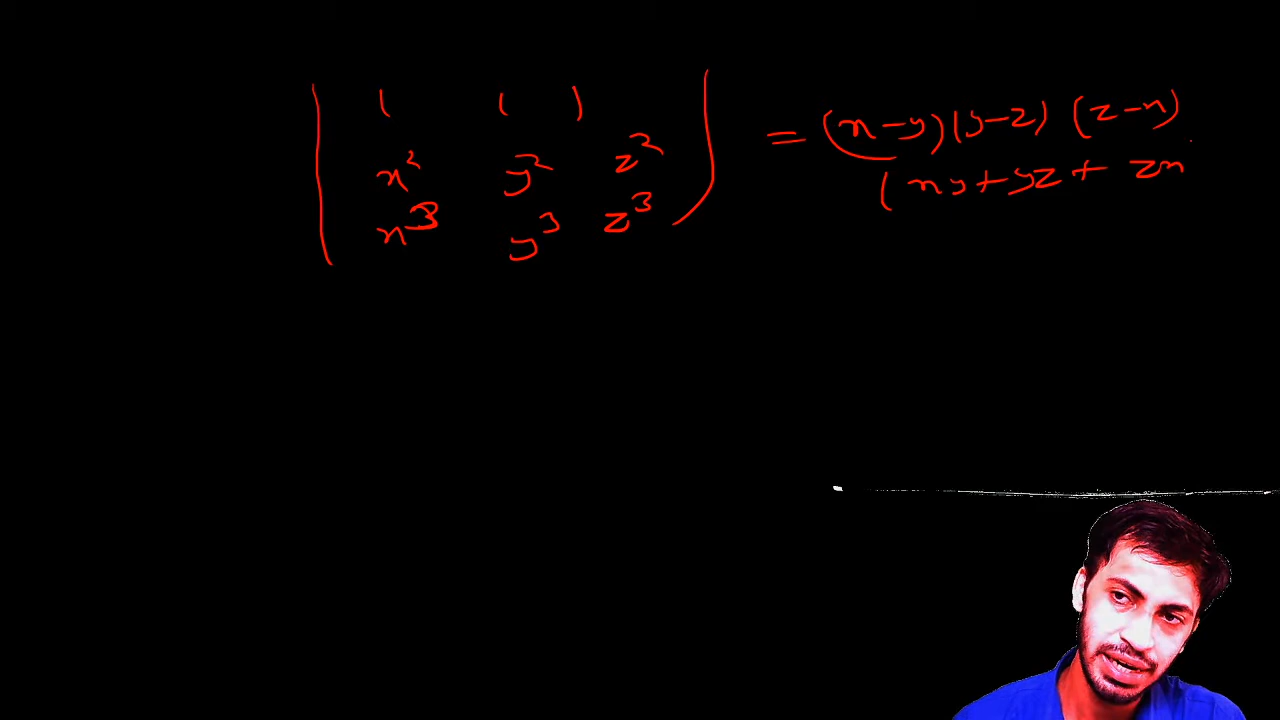 | 1 1 1 |
| x² y² z² | = (x-y)(y-z)(z-x)
| x³ y³ z³ | (xy+yz+zx